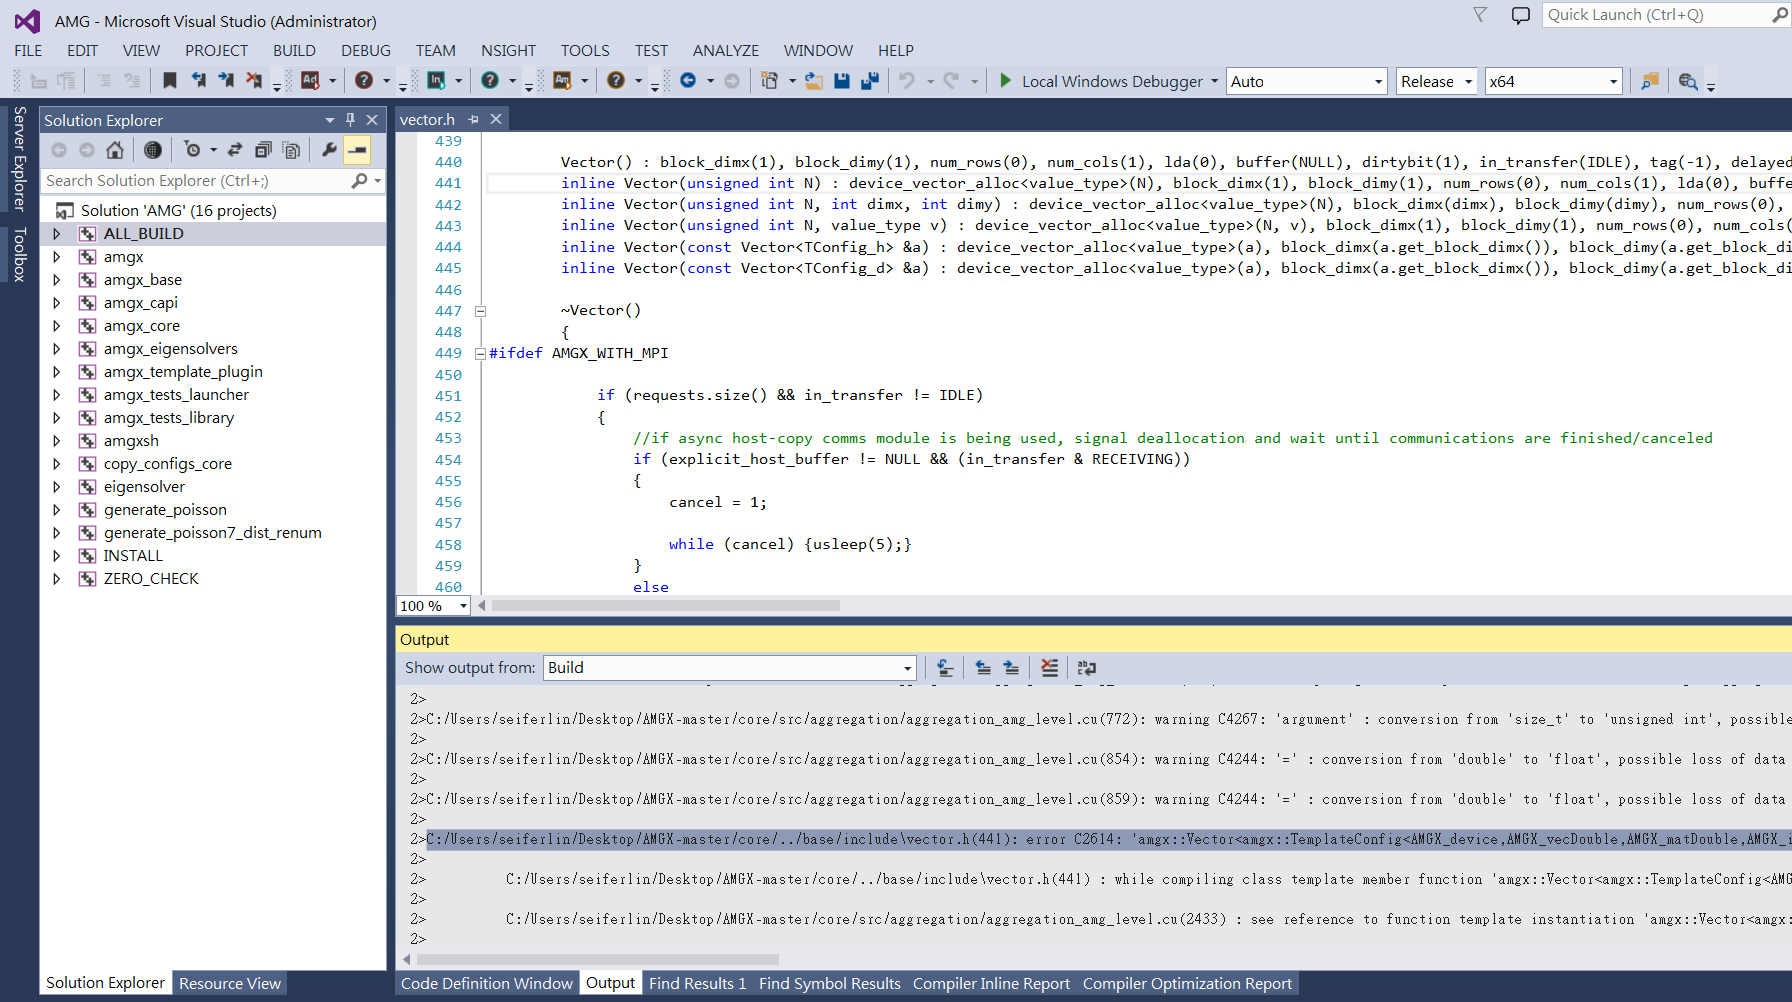 AMG - Microsoft Visual Studio (Administrator)
Quick Launch (Ctrl+Q)
FILE EDIT VIEW PROJECT BUILD DEBUG TEAM NSIGHT TOOLS TEST ANALYZE WINDOW HELP
Local Windows Debugger Auto Release x64
Server Explorer
Toolbox
Solution Explorer
Search Solution Explorer (Ctrl+;)
Solution 'AMG' (16 projects)
ALL_BUILD
amgx
amgx_base
amgx_capi
amgx_core
amgx_eigensolvers
amgx_template_plugin
amgx_tests_launcher
amgx_tests_library
amgxsh
copy_configs_core
eigensolver
generate_poisson
generate_poisson7_dist_renum
INSTALL
ZERO_CHECK
Solution Explorer Resource View
vector.h
439
440 Vector() : block_dimx(1), block_dimy(1), num_rows(0), num_cols(1), lda(0), buffer(NULL), dirtybit(1), in_transfer(IDLE), tag(-1), delayed
441 inline Vector(unsigned int N) : device_vector_alloc<value_type>(N), block_dimx(1), block_dimy(1), num_rows(0), num_cols(1), lda(0), buffe
442 inline Vector(unsigned int N, int dimx, int dimy) : device_vector_alloc<value_type>(N), block_dimx(dimx), block_dimy(dimy), num_rows(0),
443 inline Vector(unsigned int N, value_type v) : device_vector_alloc<value_type>(N, v), block_dimx(1), block_dimy(1), num_rows(0), num_cols(
444 inline Vector(const Vector<TConfig_h> &a) : device_vector_alloc<value_type>(a), block_dimx(a.get_block_dimx()), block_dimy(a.get_block_di
445 inline Vector(const Vector<TConfig_d> &a) : device_vector_alloc<value_type>(a), block_dimx(a.get_block_dimx()), block_dimy(a.get_block_di
446
447 ~Vector()
448 {
449 #ifdef AMGX_WITH_MPI
450
451 if (requests.size() && in_transfer != IDLE)
452 {
453 //if async host-copy comms module is being used, signal deallocation and wait until communications are finished/canceled
454 if (explicit_host_buffer != NULL && (in_transfer & RECEIVING))
455 {
456 cancel = 1;
457
458 while (cancel) {usleep(5);}
459 }
460 else
100 %
Output
Show output from: Build
2>
2>C:/Users/seiferlin/Desktop/AMGX-master/core/src/aggregation/aggregation_amg_level.cu(772): warning C4267: 'argument' : conversion from 'size_t' to 'unsigned int', possible
2>
2>C:/Users/seiferlin/Desktop/AMGX-master/core/src/aggregation/aggregation_amg_level.cu(854): warning C4244: '=' : conversion from 'double' to 'float', possible loss of data
2>
2>C:/Users/seiferlin/Desktop/AMGX-master/core/src/aggregation/aggregation_amg_level.cu(859): warning C4244: '=' : conversion from 'double' to 'float', possible loss of data
2>
2>C:/Users/seiferlin/Desktop/AMGX-master/core/../base/include\vector.h(441): error C2614: 'amgx::Vector<amgx::TemplateConfig<AMGX_device,AMGX_vecDouble,AMGX_matDouble,AMGX_i
2>
2> C:/Users/seiferlin/Desktop/AMGX-master/core/../base/include\vector.h(441) : while compiling class template member function 'amgx::Vector<amgx::TemplateConfig<AMG
2>
2> C:/Users/seiferlin/Desktop/AMGX-master/core/src/aggregation/aggregation_amg_level.cu(2433) : see reference to function template instantiation 'amgx::Vector<amgx:
2>
Code Definition Window Output Find Results 1 Find Symbol Results Compiler Inline Report Compiler Optimization Report